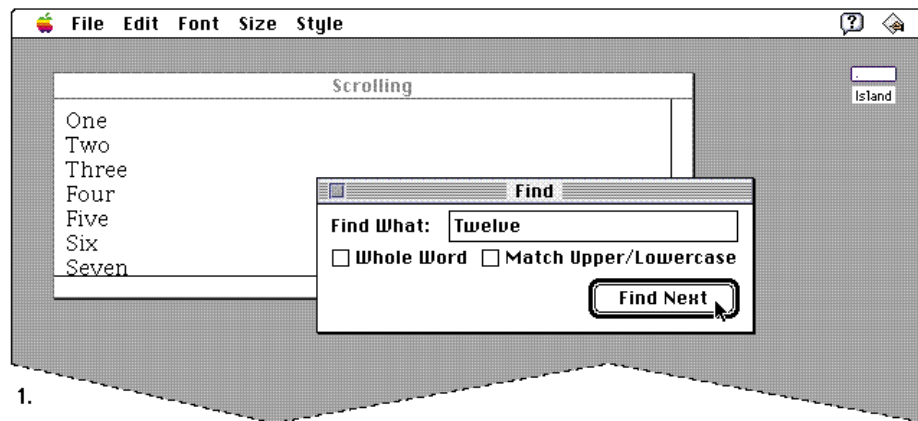 File Edit Font Size Style
Scrolling
Island
One
Two
Three
Four
Five
Six
Seven
Find
Find What: Twelve
Whole Word Match Upper/Lowercase
Find Next
1.